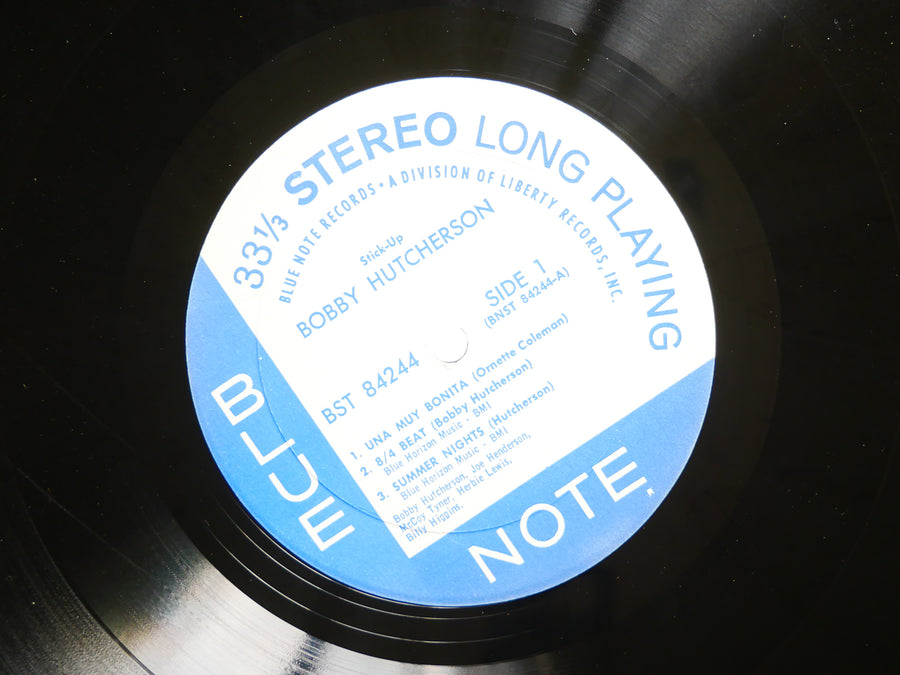 33⅓ STEREO LONG PLAYING
BLUE NOTE RECORDS • A DIVISION OF LIBERTY RECORDS, INC.
Stick-Up
BOBBY HUTCHERSON
BST 84244
SIDE 1
(BNST 84244-A)
1. UNA MUY BONITA (Ornette Coleman)
2. 8/4 BEAT (Bobby Hutcherson)
Blue Horizon Music - BMI
3. SUMMER NIGHTS (Hutcherson)
Blue Horizon Music - BMI
Bobby Hutcherson, Joe Henderson,
McCoy Tyner, Herbie Lewis,
Billy Higgins.
BLUE
NOTE
R